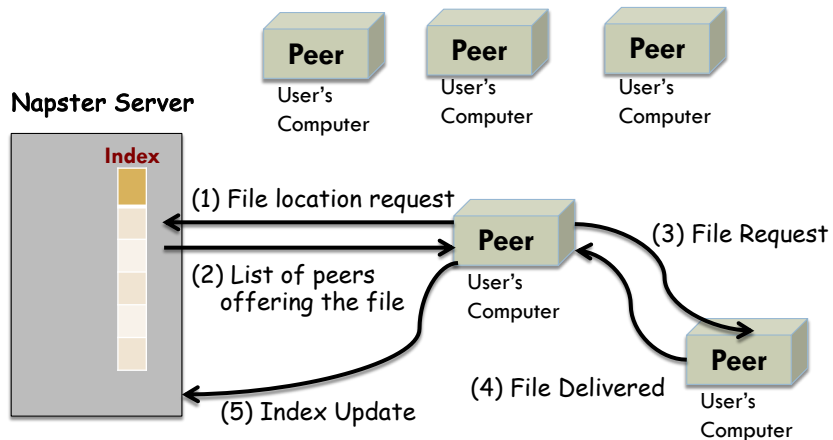 Peer
User's
Computer
Peer
User's
Computer
Peer
User's
Computer
Napster Server
Index
(1) File location request
(2) List of peers
offering the file
Peer
User's
Computer
(3) File Request
(4) File Delivered
Peer
User's
Computer
(5) Index Update